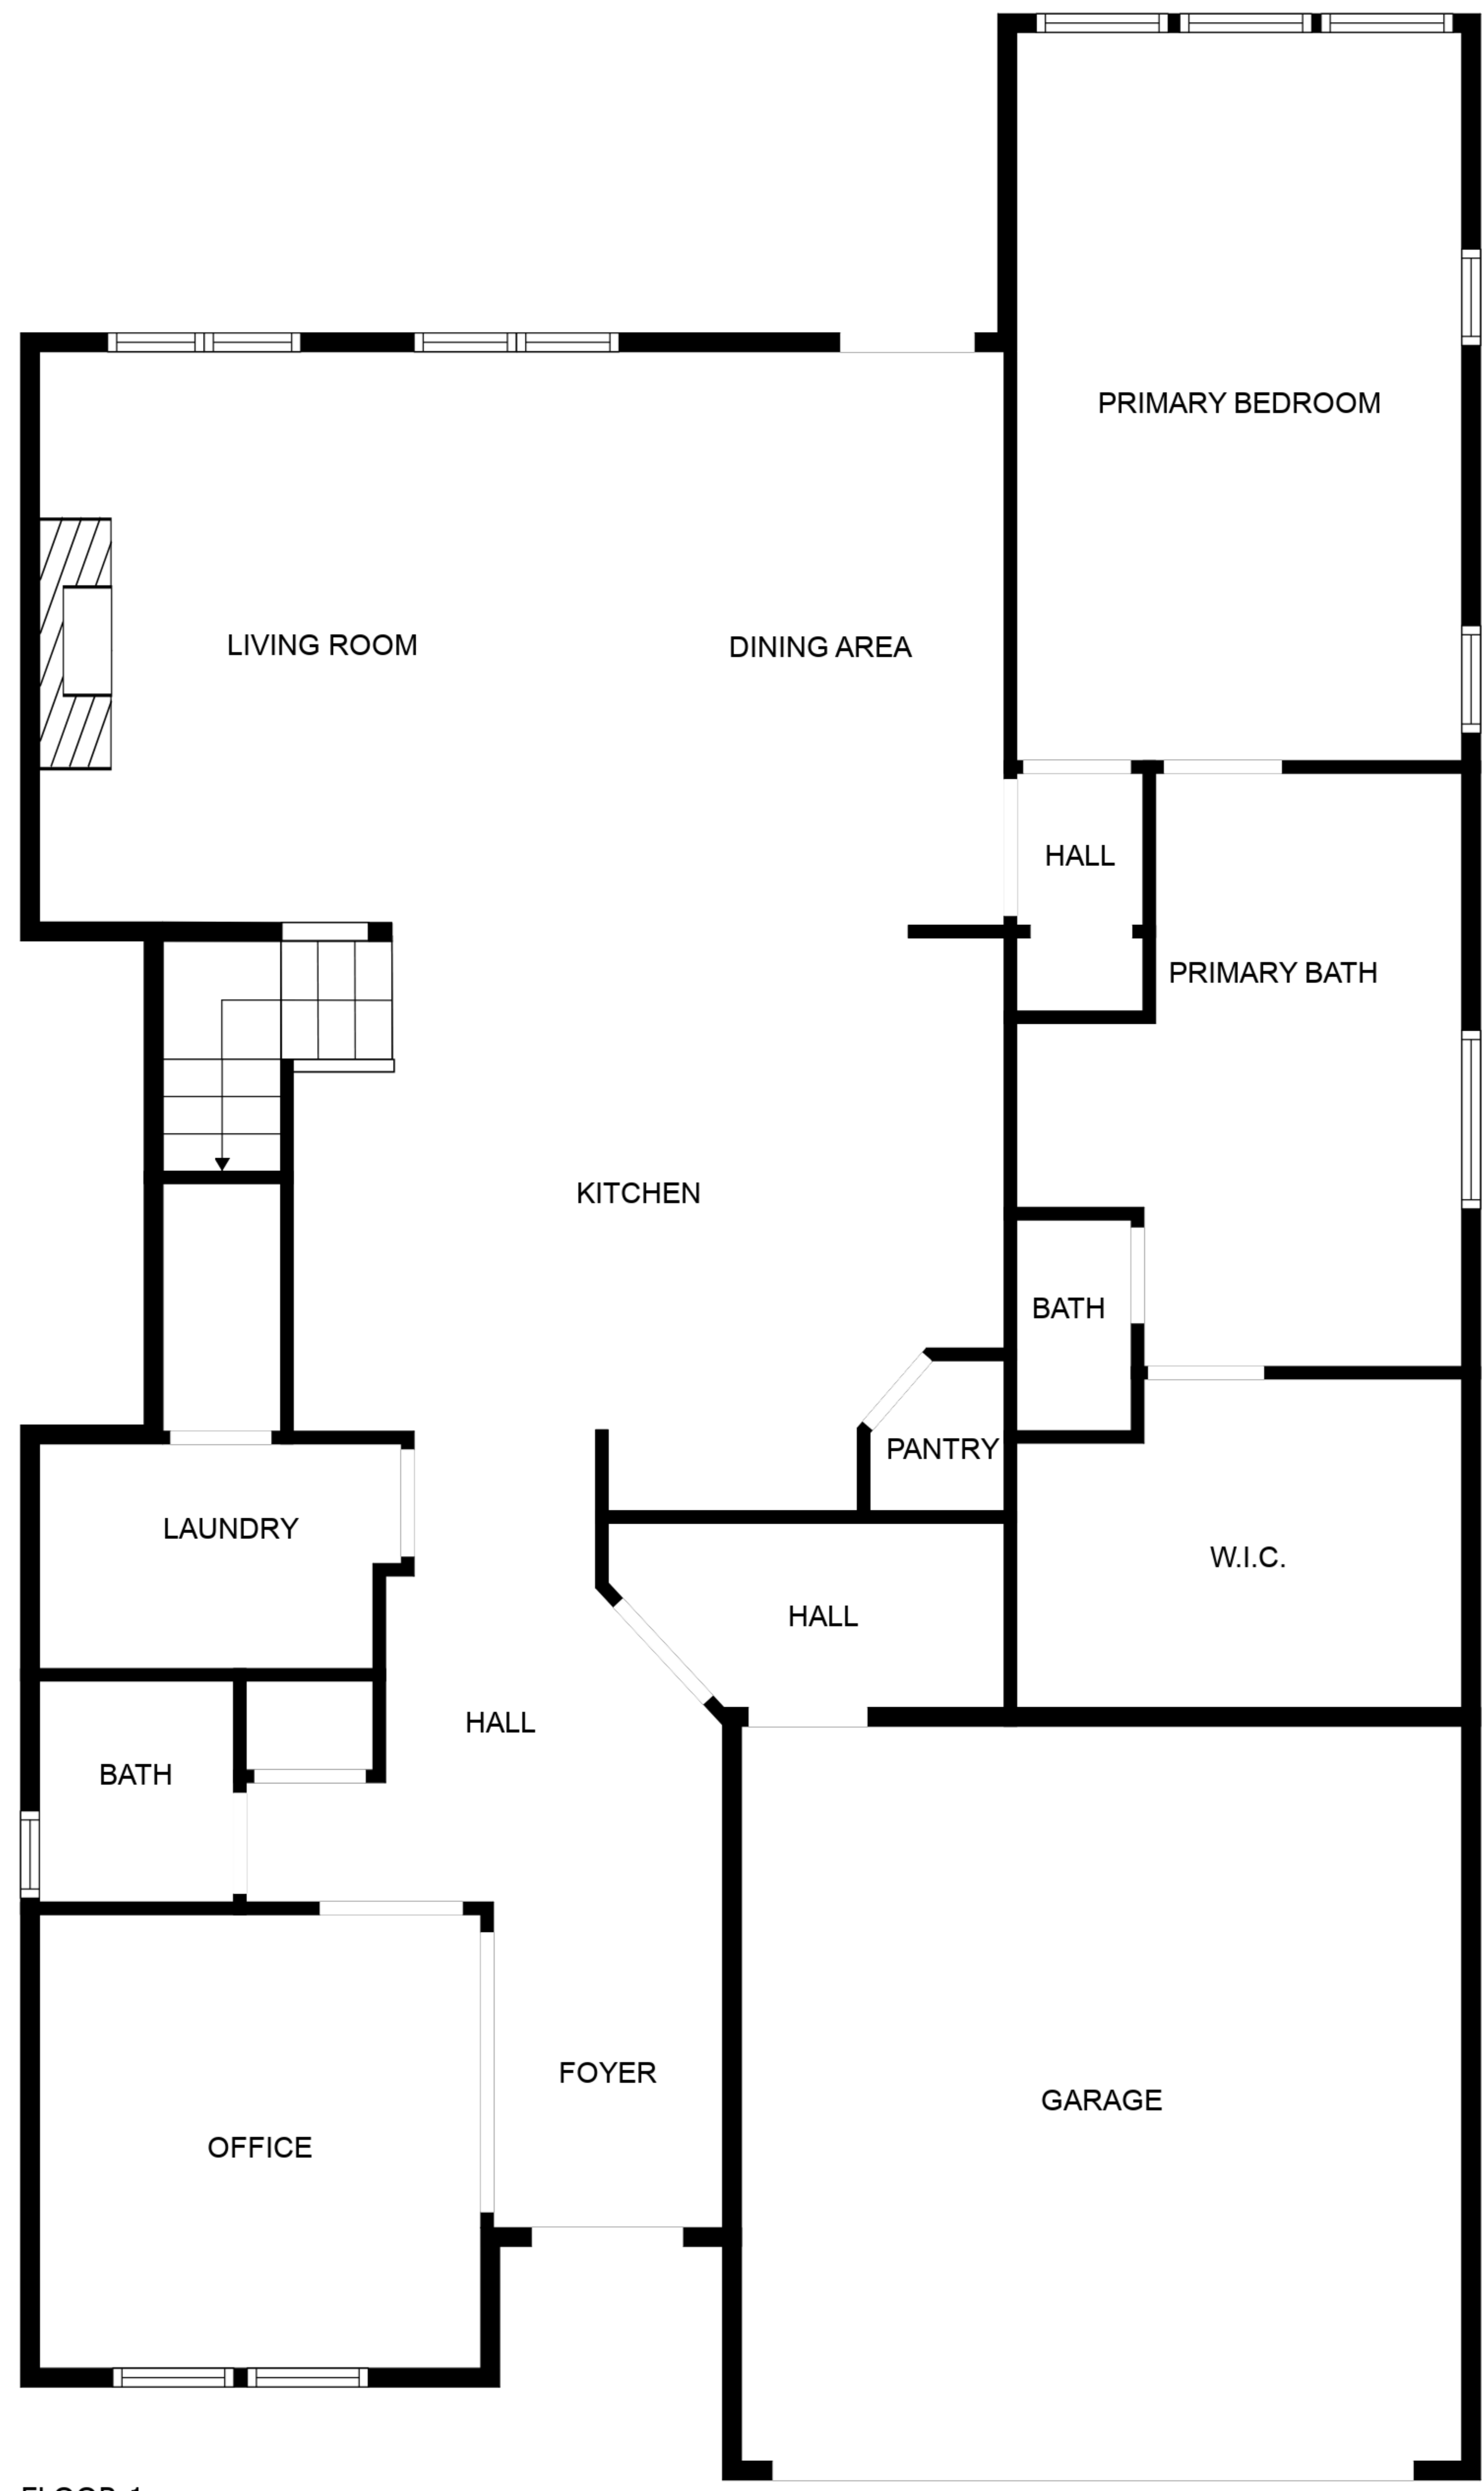 PRIMARY BEDROOM
LIVING ROOM
DINING AREA
HALL
PRIMARY BATH
KITCHEN
BATH
PANTRY
LAUNDRY
W.I.C.
HALL
HALL
BATH
FOYER
GARAGE
OFFICE